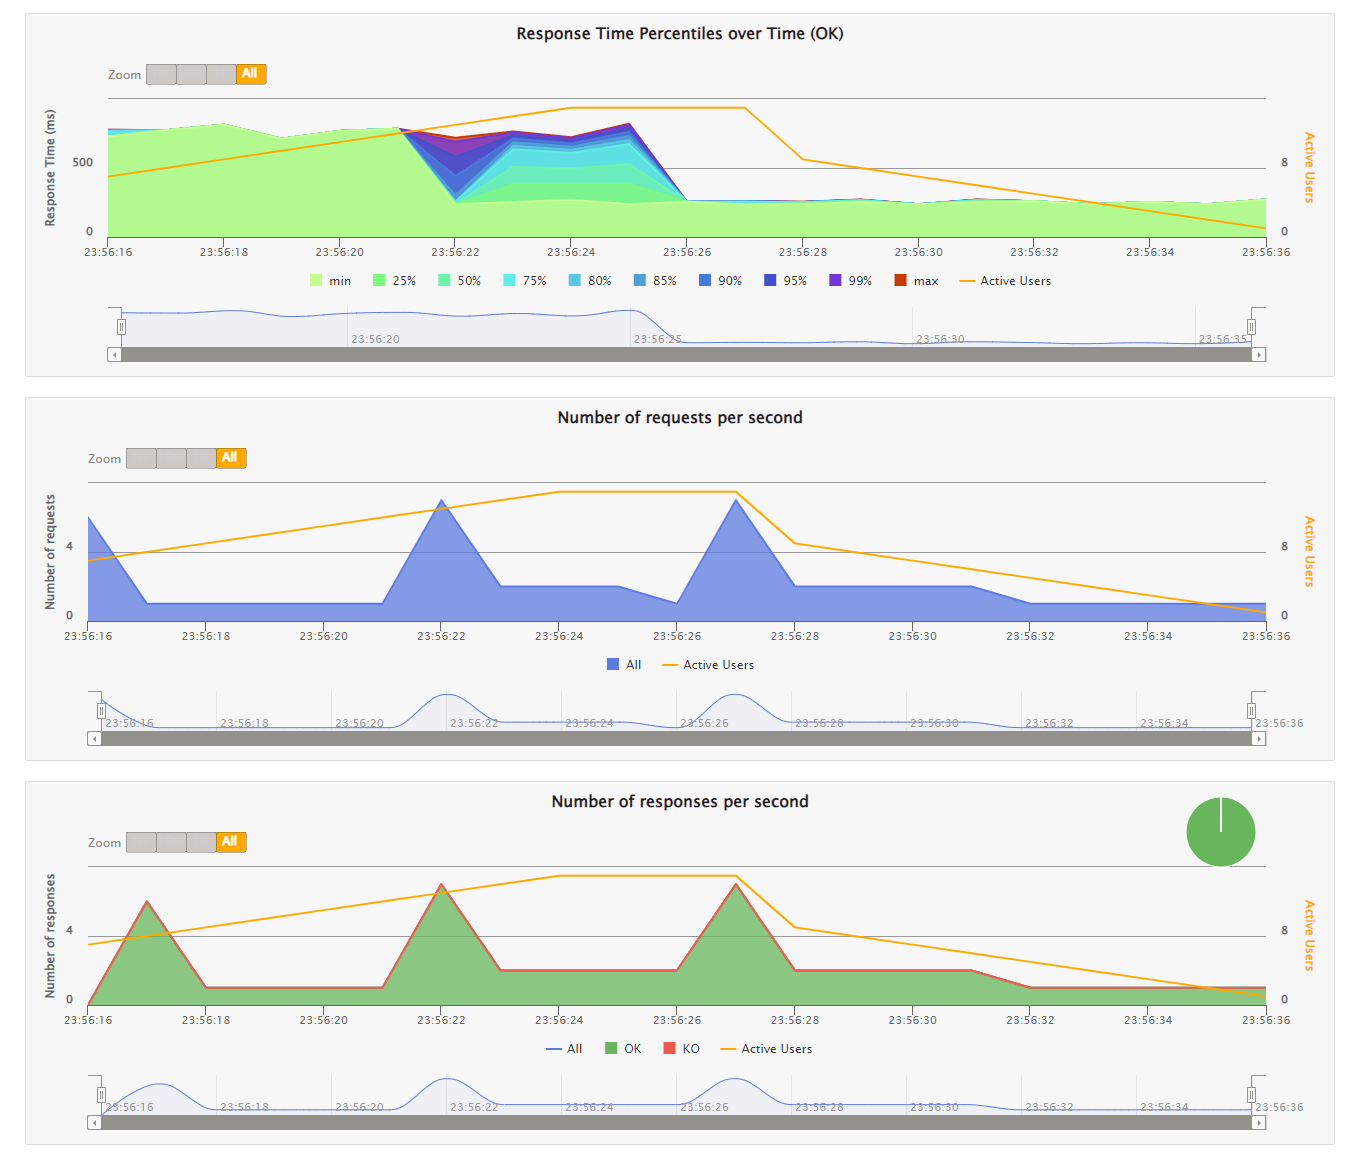 Response Time Percentiles over Time (OK)
Zoom All
Response Time (ms)
500
0
Active Users
8
0
23:56:16 23:56:18 23:56:20 23:56:22 23:56:24 23:56:26 23:56:28 23:56:30 23:56:32 23:56:34 23:56:36
min 25% 50% 75% 80% 85% 90% 95% 99% max Active Users
23:56:20 23:56:25 23:56:30 23:56:35
Number of requests per second
Zoom All
Number of requests
4
0
Active Users
8
0
23:56:16 23:56:18 23:56:20 23:56:22 23:56:24 23:56:26 23:56:28 23:56:30 23:56:32 23:56:34 23:56:36
All Active Users
23:56:16 23:56:18 23:56:20 23:56:22 23:56:24 23:56:26 23:56:28 23:56:30 23:56:32 23:56:34 23:56:36
Number of responses per second
Zoom All
Number of responses
4
0
Active Users
8
0
23:56:16 23:56:18 23:56:20 23:56:22 23:56:24 23:56:26 23:56:28 23:56:30 23:56:32 23:56:34 23:56:36
All OK KO Active Users
23:56:16 23:56:18 23:56:20 23:56:22 23:56:24 23:56:26 23:56:28 23:56:30 23:56:32 23:56:34 23:56:36